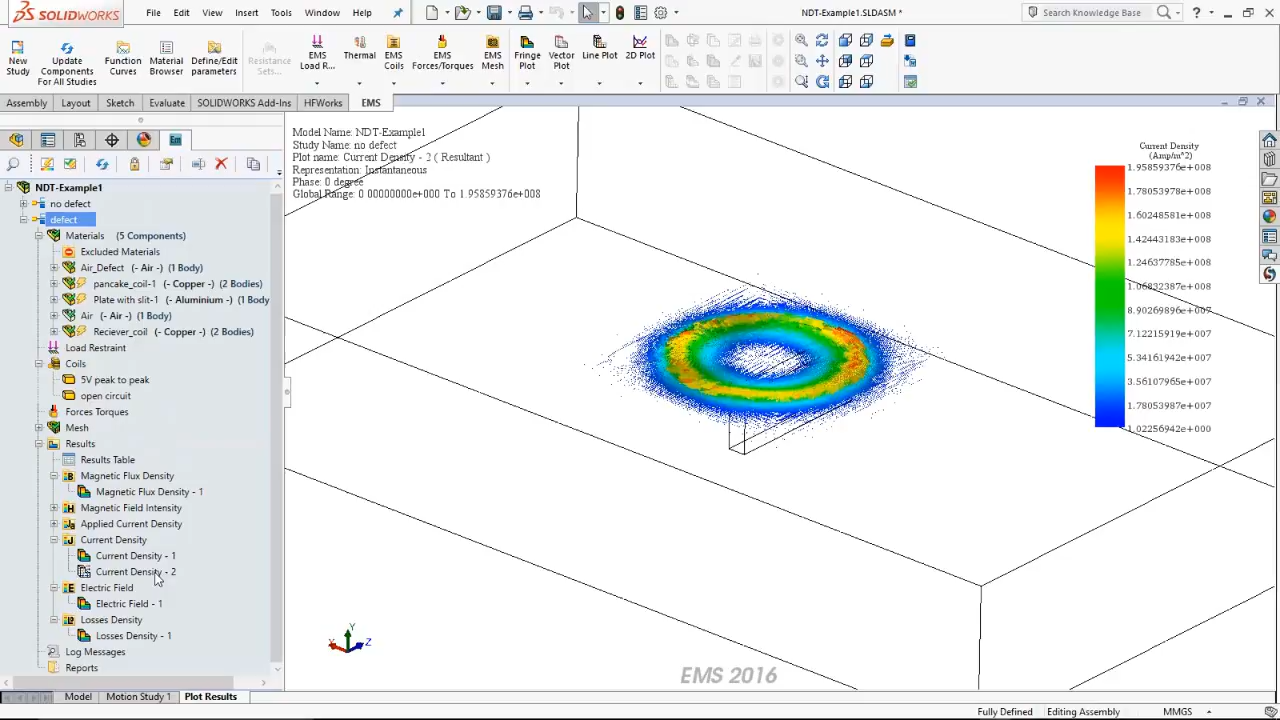 SOLIDWORKS
File Edit View Insert Tools Window Help
NDT-Example1.SLDASM *
Search Knowledge Base
New Study
Update Components For All Studies
Function Curves
Material Browser
Define/Edit parameters
Resistance Sets...
EMS Load R...
Thermal
EMS Coils
EMS Forces/Torques
EMS Mesh
Fringe Plot
Vector Plot
Line Plot
2D Plot
Assembly Layout Sketch Evaluate SOLIDWORKS Add-Ins HFWorks EMS
NDT-Example1
no defect
defect
Materials (5 Components)
Excluded Materials
Air_Defect (- Air -) (1 Body)
pancake_coil-1 (- Copper -) (2 Bodies)
Plate with slit-1 (- Aluminium -) (1 Body
Air (- Air -) (1 Body)
Reciever_coil (- Copper -) (2 Bodies)
Load Restraint
Coils
5V peak to peak
open circuit
Forces Torques
Mesh
Results
Results Table
Magnetic Flux Density
Magnetic Flux Density - 1
Magnetic Field Intensity
Applied Current Density
Current Density
Current Density - 1
Current Density - 2
Electric Field
Electric Field - 1
Losses Density
Losses Density - 1
Log Messages
Reports
Model Name: NDT-Example1
Study Name: no defect
Plot name: Current Density - 2 ( Resultant )
Representation: Instantaneous
Phase: 0 degree
Global Range: 0 00000000e+000 To 1 95859376e+008
Current Density
(Amp/m^2)
1.95859376e+008
1.78053978e+008
1.60248581e+008
1.42443183e+008
1.24637785e+008
1.06832387e+008
8.90269896e+007
7.12215919e+007
5.34161942e+007
3.56107965e+007
1.78053987e+007
1.02256942e+000
Y
X
Z
EMS 2016
Model Motion Study 1 Plot Results
Fully Defined Editing Assembly MMGS